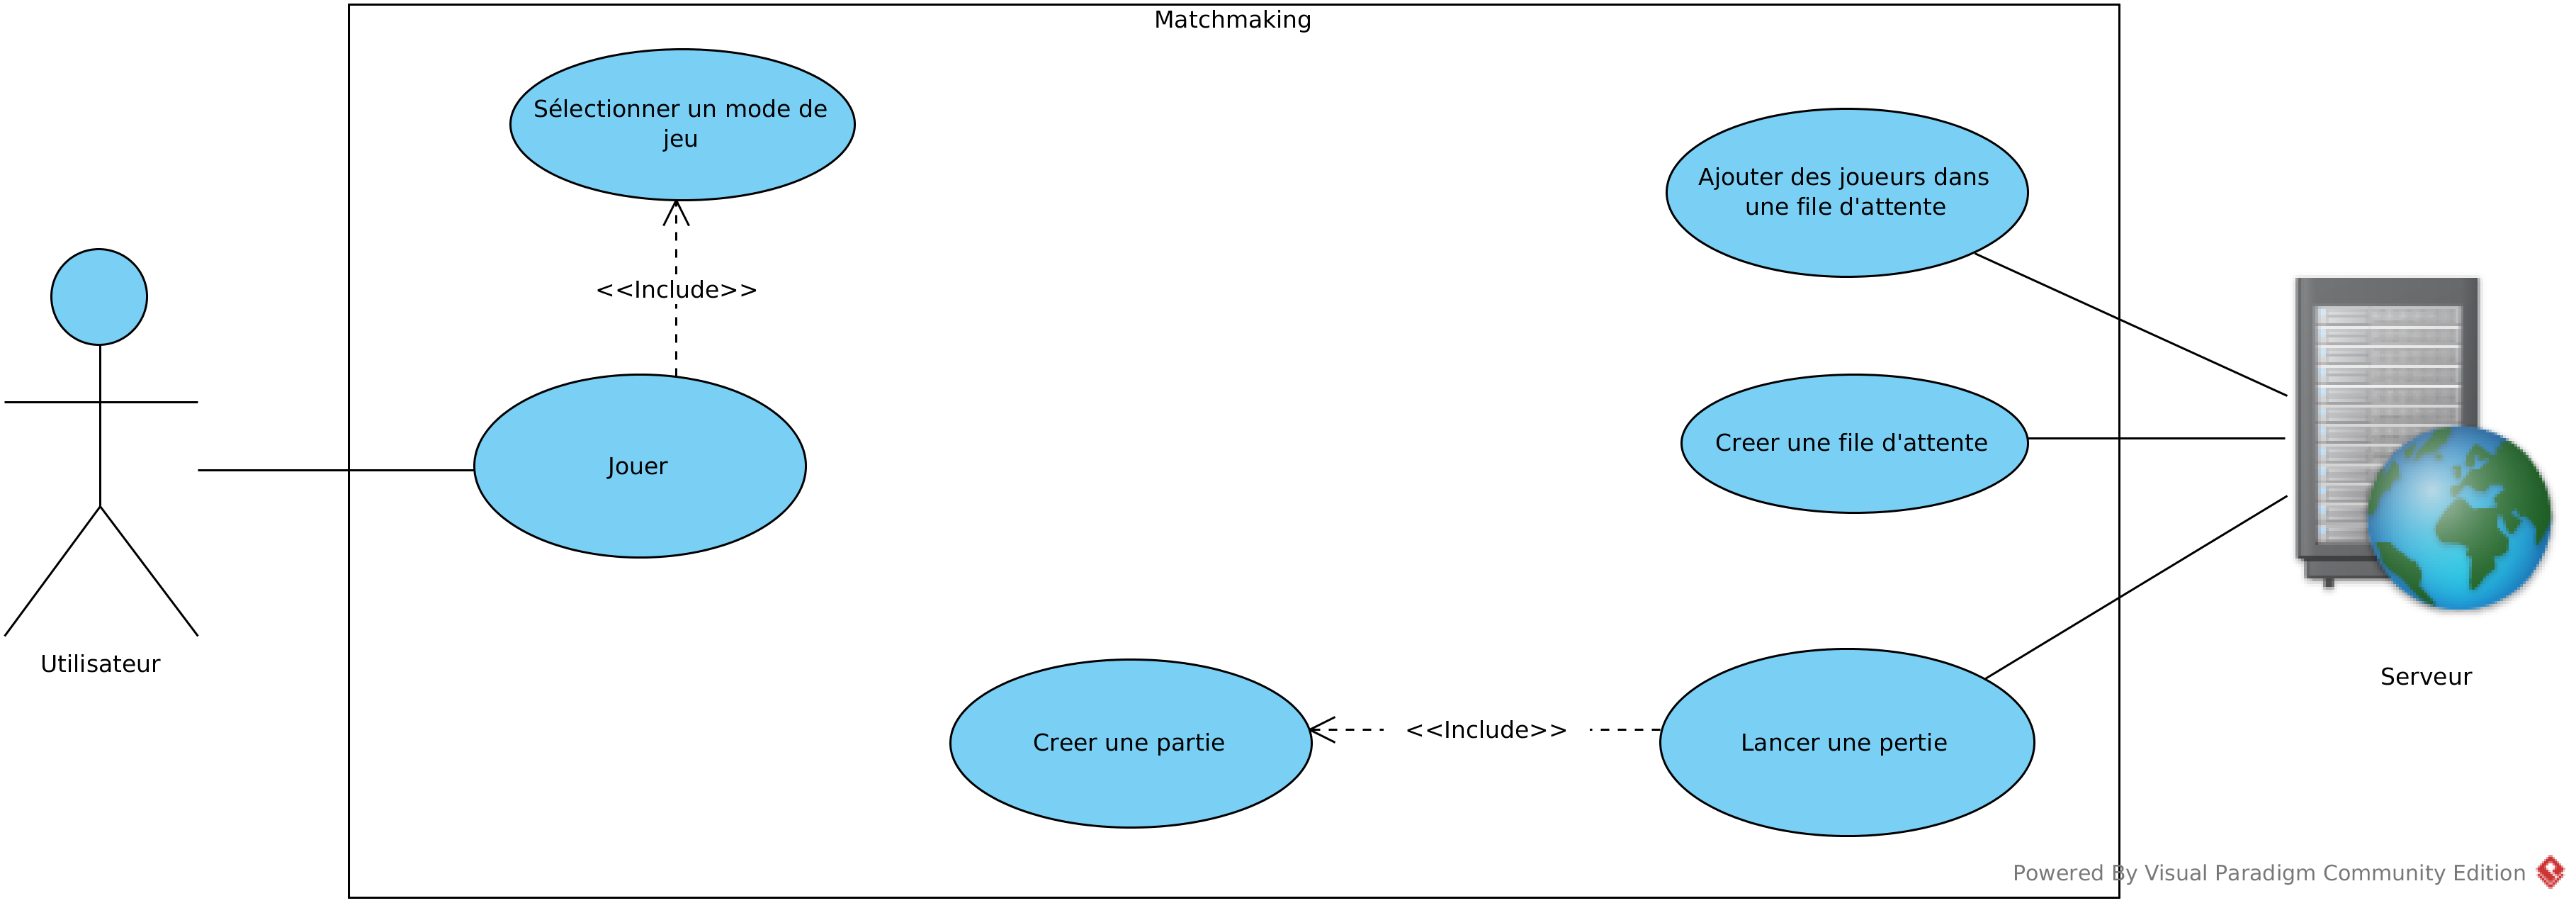 Matchmaking
Sélectionner un mode de
jeu
Ajouter des joueurs dans
une file d'attente
<<Include>>
Creer une file d'attente
Jouer
Utilisateur
Serveur
Creer une partie
<<Include>>
Lancer une pertie
Powered By Visual Paradigm Community Edition